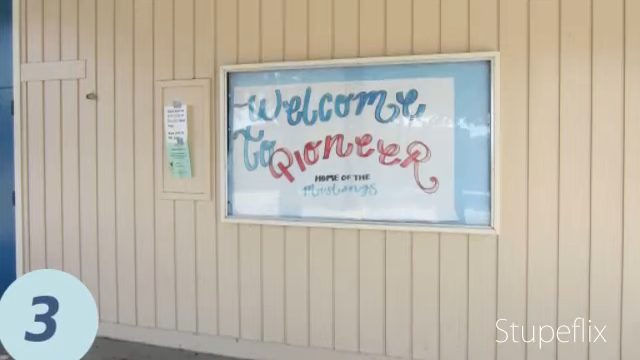 Welcome
to Pioneer
HOME OF THE
Mustangs
3
Stupeflix